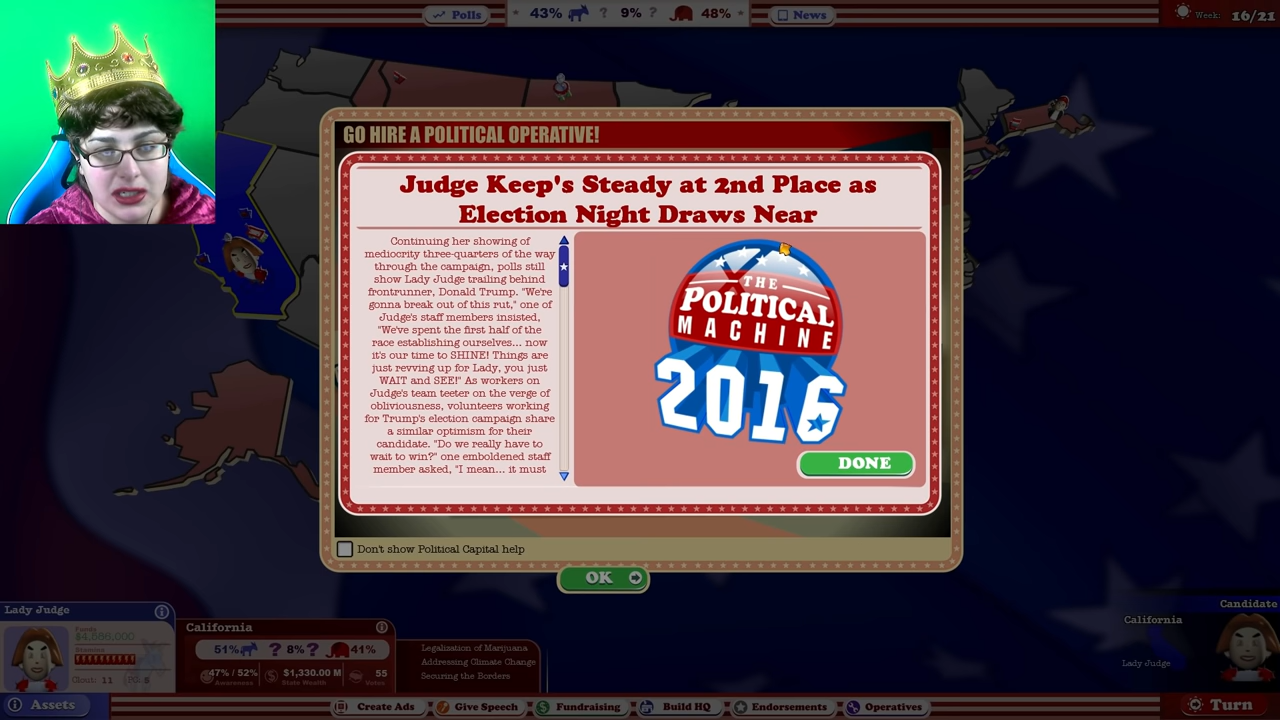 Polls
43%
?
9%
?
48%
News
Week: 16/21
GO HIRE A POLITICAL OPERATIVE!
Judge Keep's Steady at 2nd Place as
Election Night Draws Near
Continuing her showing of
mediocrity three-quarters of the way
through the campaign, polls still
show Lady Judge trailing behind
frontrunner, Donald Trump. "We're
gonna break out of this rut," one of
Judge's staff members insisted,
"We've spent the first half of the
race establishing ourselves... now
it's our time to SHINE! Things are
just revving up for Lady, you just
WAIT and SEE!" As workers on
Judge's team teeter on the verge of
obliviousness, volunteers working
for Trump's election campaign share
a similar optimism for their
candidate. "Do we really have to
wait to win?" one emboldened staff
member asked, "I mean... it must
THE
POLITICAL
MACHINE
2016
DONE
Don't show Political Capital help
OK
Lady Judge
Funds
Stamina
Clout: 11
California
51%
?
8%
?
41%
47% / 52%
Awareness
$1,330.00 M
State Wealth
55
Votes
Legalization of Marijuana
Addressing Climate Change
Securing the Borders
Candidate
California
Lady Judge
Assets
Create Ads
Give Speech
Fundraising
Build HQ
Endorsements
Operatives
Turn